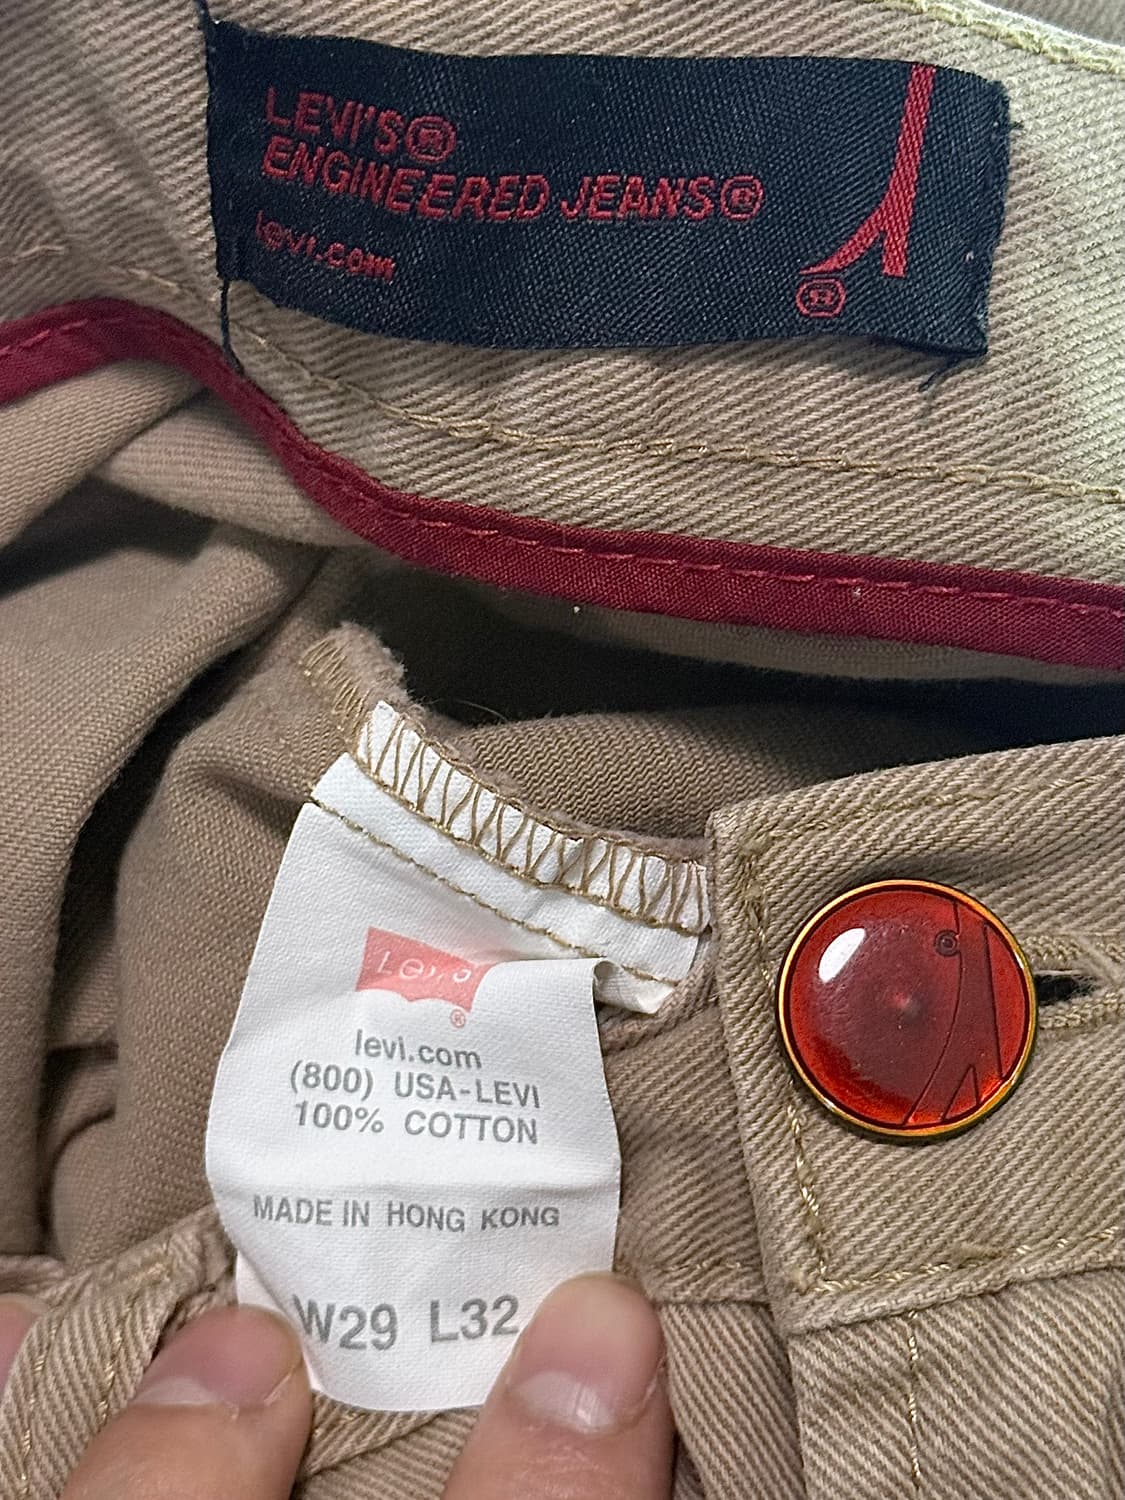 LEVI'S®
ENGINEERED JEANS®
levi.com
®
Levi's
®
levi.com
(800) USA-LEVI
100% COTTON
MADE IN HONG KONG
W29 L32